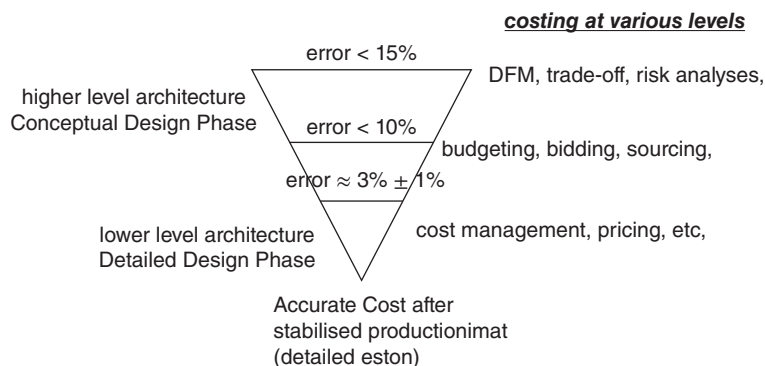 costing at various levels
error < 15%
DFM, trade-off, risk analyses,
higher level architecture
Conceptual Design Phase
error < 10%
budgeting, bidding, sourcing,
error ≈ 3% ± 1%
lower level architecture
Detailed Design Phase
cost management, pricing, etc,
Accurate Cost after
stabilised productionimat
(detailed eston)